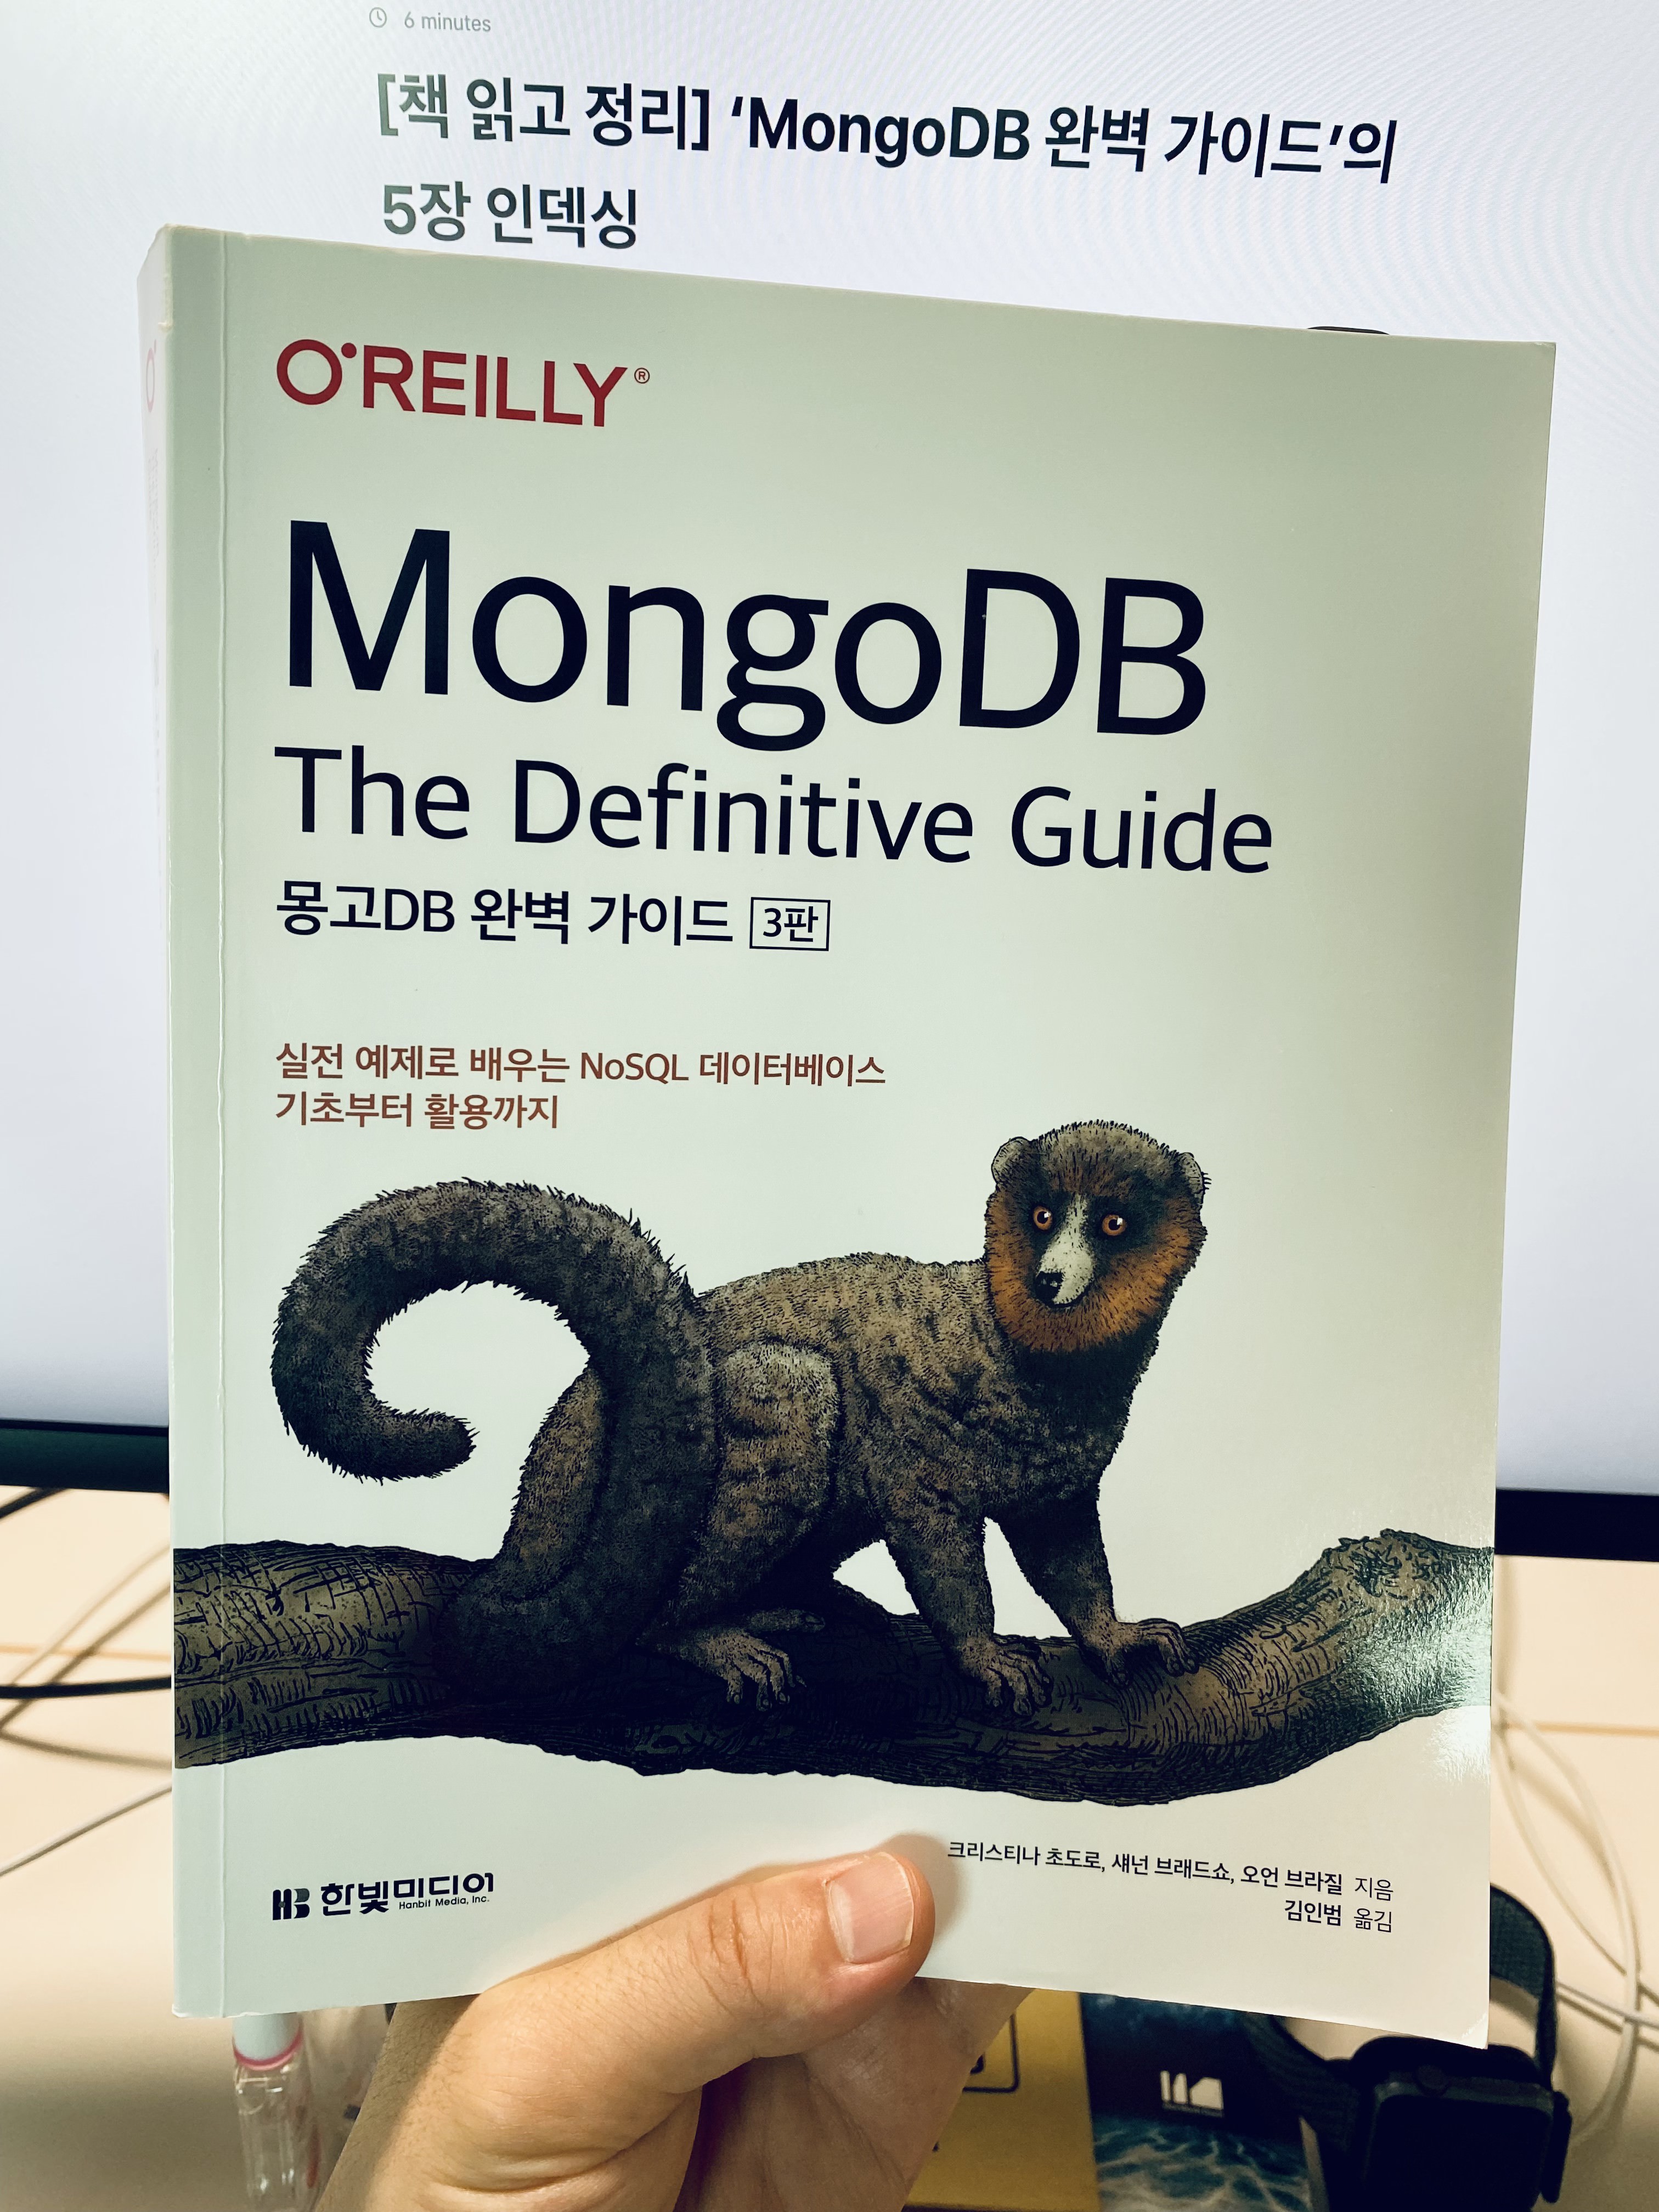 6 minutes
[책 읽고 정리] ‘MongoDB 완벽 가이드’의
5장 인덱싱
O'REILLY®
MongoDB
The Definitive Guide
몽고DB 완벽 가이드 3판
실전 예제로 배우는 NoSQL 데이터베이스
기초부터 활용까지
크리스티나 초도로, 섀넌 브래드쇼, 오언 브라질 지음
김인범 옮김
HB 한빛미디어
Hanbit Media, Inc.